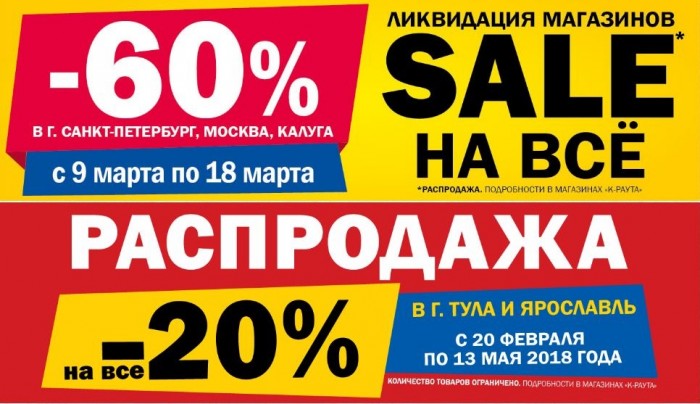 -60%
В Г. САНКТ-ПЕТЕРБУРГ, МОСКВА, КАЛУГА
с 9 марта по 18 марта
ЛИКВИДАЦИЯ МАГАЗИНОВ
SALE*
НА ВСЁ
*РАСПРОДАЖА. ПОДРОБНОСТИ В МАГАЗИНАХ «К-РАУТА»
РАСПРОДАЖА
на все -20%
В Г. ТУЛА И ЯРОСЛАВЛЬ
С 20 ФЕВРАЛЯ
ПО 13 МАЯ 2018 ГОДА
КОЛИЧЕСТВО ТОВАРОВ ОГРАНИЧЕНО. ПОДРОБНОСТИ В МАГАЗИНАХ «К-РАУТА»